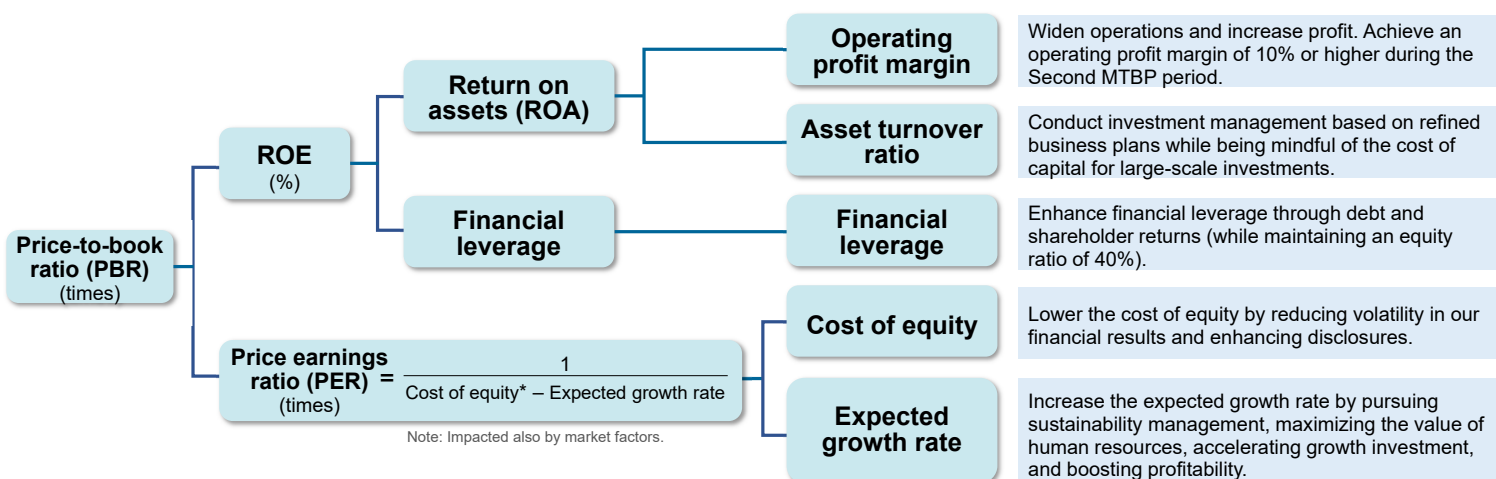 Price-to-book
ratio (PBR)
(times)
ROE
(%)
Return on
assets (ROA)
Financial
leverage
Price earnings
ratio (PER)
(times)
=
1
Cost of equity* – Expected growth rate
Note: Impacted also by market factors.
Operating
profit margin
Widen operations and increase profit. Achieve an
operating profit margin of 10% or higher during the
Second MTBP period.
Asset turnover
ratio
Conduct investment management based on refined
business plans while being mindful of the cost of
capital for large-scale investments.
Financial
leverage
Enhance financial leverage through debt and
shareholder returns (while maintaining an equity
ratio of 40%).
Cost of equity
Lower the cost of equity by reducing volatility in our
financial results and enhancing disclosures.
Expected
growth rate
Increase the expected growth rate by pursuing
sustainability management, maximizing the value of
human resources, accelerating growth investment,
and boosting profitability.